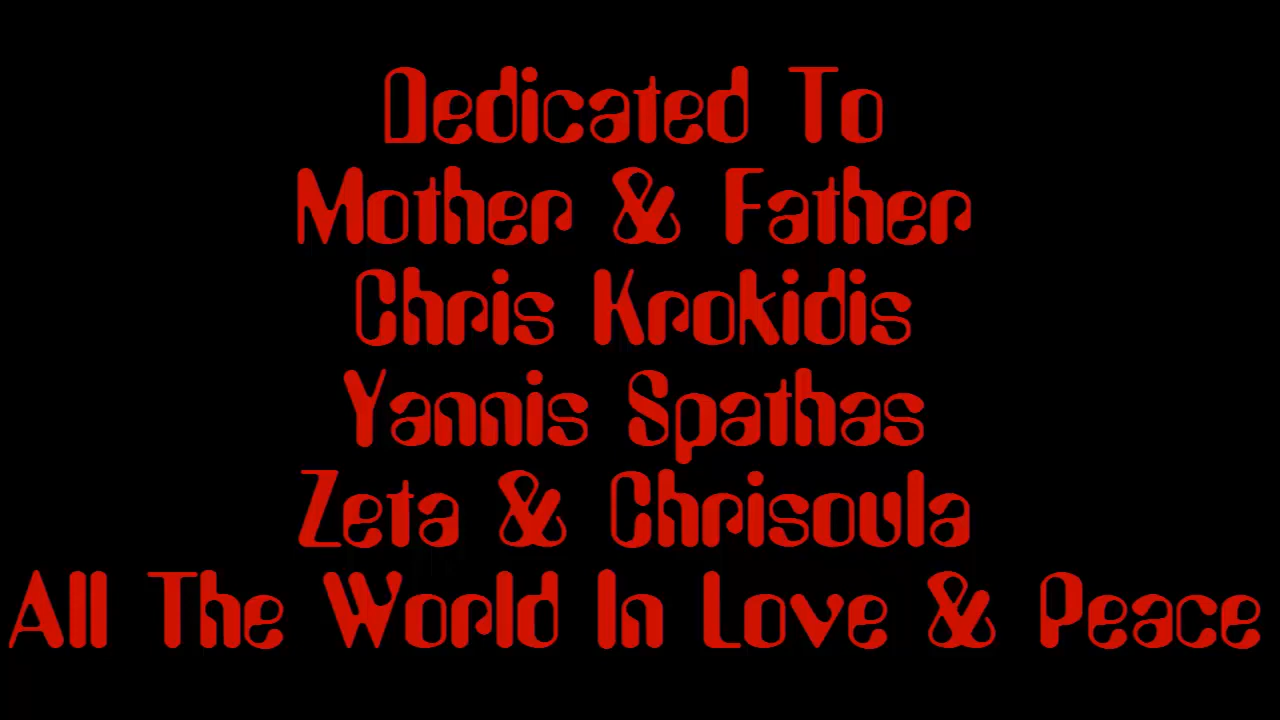 Dedicated To
Mother & Father
Chris Krokidis
Yannis Spathas
Zeta & Chrisoula
All The World In Love & Peace